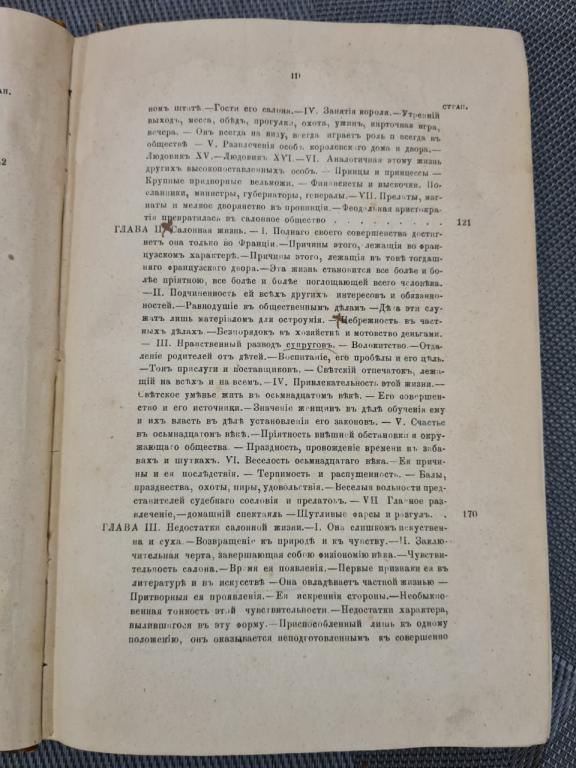 III
СТРАН.
номъ штатѣ.—Гости его салона.—IV. Занятія короля.—Утренній
выходъ, месса, обѣдъ, прогулка, охота, ужинъ, карточная игра,
вечера. — Онъ всегда на виду, всегда играетъ роль въ
обществѣ — V. Развлеченія особъ королевскаго дома и двора.—
Людовикъ XV.—Людовикъ XVI.—VI. Аналогичная этому жизнь
другихъ высокопоставленныхъ особъ. — Принцы и принцессы —
Крупные придворные вельможи. — Финансисты и выскочки. По-
сланники, министры, губернаторы, генералы.—VII. Прелаты, маг-
наты и мелкое дворянство въ провинціи.—Феодальная аристокра-
тія превратилась въ салонное общество . . . . . . . . . 121
ГЛАВА II. Салонная жизнь. — I. Полнаго своего совершенства достиг-
нетъ она только во Франціи.—Причины этого, лежащія во фран-
цузскомъ характерѣ.—Причины этого, лежащія въ тонѣ тогдаш-
няго французскаго двора.—Эта жизнь становится все болѣе и бо-
лѣе пріятною, все болѣе и болѣе поглощающей всего человѣка.
—II. Подчиненность ей всѣхъ другихъ интересовъ и обязанно-
ностей.—Равнодушіе къ общественнымъ дѣламъ —Дѣла эти слу-
жатъ лишь матеріаломъ для остроумія. —Небрежность въ част-
ныхъ дѣлахъ.—Безпорядокъ въ хозяйствѣ и мотовство деньгами.
— III. Нравственный разводъ супруговъ. — Волокитство.—Отда-
леніе родителей отъ дѣтей.—Воспитаніе, его пробѣлы и его цѣль.
—Тонъ прислуги и поставщиковъ. — Свѣтскій отпечатокъ, лежа-
щій на всѣхъ и на всемъ.—IV. Привлекательность этой жизни.—
Свѣтское умѣнье жить въ осьмнадцатомъ вѣкѣ. — Его совершен-
ство и его источники.—Значеніе женщинъ въ дѣлѣ обученія ему
и ихъ власть въ дѣлѣ установленія его законовъ. — V. Счастье
въ осьмнадцатомъ вѣкѣ.—Пріятность внѣшней обстановки и окру-
жающаго общества. — Праздность, провожденіе времени въ заба-
вахъ и шуткахъ. VI. Веселость осьмнадцатаго вѣка.—Ея причи-
ны и ея послѣдствія. — Терпимость и распущенность. — Балы,
празднества, охоты, пиры, удовольствія.—Веселыя вольности пред-
ставителей судебнаго сословія и прелатовъ. — VII Главное раз-
влеченіе,—домашній спектакль —Шутливые фарсы и разгулъ. . 170
ГЛАВА III. Недостатки салонной жизни.—I. Она слишкомъ искуствен-
на и суха.—Возвращеніе къ природѣ и къ чувству.—II. Заклю-
чительная черта, завершающая собою физіономію вѣка.—Чувстви-
тельность салона.—Время ея появленія.—Первые признаки ея въ
литературѣ и въ искусствѣ —Она овладѣваетъ частной жизнью —
Притворныя ея проявленія.— Ея искреннія стороны.—Необыкно-
венная тонкость этой чувствительности.—Недостатки характера,
вылившагося въ эту форму.—Приспособленный лишь къ одному
положенію, онъ оказывается неподготовленнымъ къ совершенно